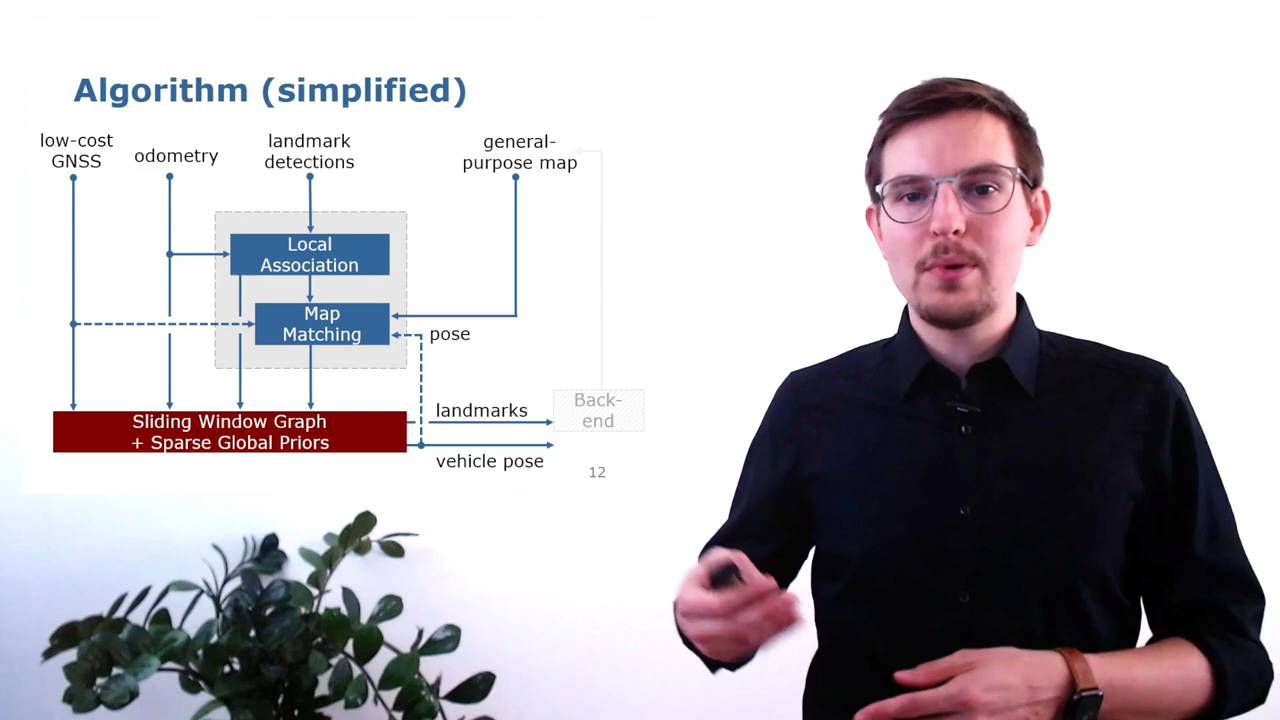 Algorithm (simplified)
low-cost
GNSS
odometry
landmark
detections
general-
purpose map
Local
Association
Map
Matching
pose
Sliding Window Graph
+ Sparse Global Priors
landmarks
vehicle pose
Back-
end
12